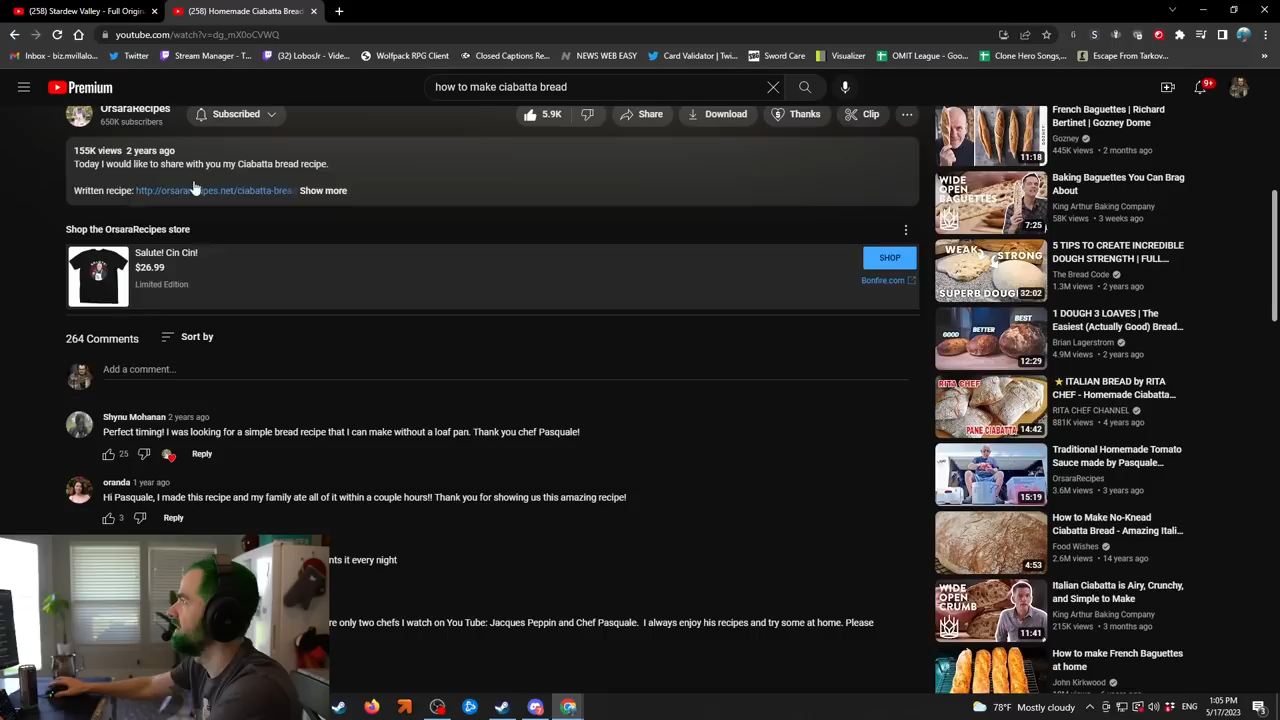 (258) Stardew Valley - Full Origin
(258) Homemade Ciabatta Bread
youtube.com/watch?v=dg_mX0oCVWQ
Inbox - bz.mvillalo...
Twitter
Stream Manager - T...
(32) LobosJr - Vide...
Wolfpack RPG Client
Closed Captions Re...
NEWS WEB EASY
Card Validator | Twi...
Sword Care
Visualizer
OMIT League - Goo...
Clone Hero Songs,...
Escape From Tarkov...
Premium
how to make ciabatta bread
9+
OrsaraRecipes
650K subscribers
Subscribed
5.9K
Share
Download
Thanks
Clip
155K views 2 years ago
Today I would like to share with you my Ciabatta bread recipe.
Written recipe: http://orsararecipes.net/ciabatta-brea Show more
Shop the OrsaraRecipes store
Salute! Cin Cin!
$26.99
Limited Edition
SHOP
Bonfire.com
264 Comments
Sort by
Add a comment...
Shynu Mohanan 2 years ago
Perfect timing! I was looking for a simple bread recipe that I can make without a loaf pan. Thank you chef Pasquale!
25
Reply
oranda 1 year ago
Hi Pasquale, I made this recipe and my family ate all of it within a couple hours!! Thank you for showing us this amazing recipe!
3
Reply
nts it every night
re only two chefs I watch on You Tube: Jacques Peppin and Chef Pasquale. I always enjoy his recipes and try some at home. Please
French Baguettes | Richard
Bertinet | Gozney Dome
Gozney
445K views • 2 months ago
11:18
WIDE
OPEN
BAGUETTES
7:25
Baking Baguettes You Can Brag
About
King Arthur Baking Company
58K views • 3 weeks ago
WEAK
STRONG
SUPERB DOUG
32:02
5 TIPS TO CREATE INCREDIBLE
DOUGH STRENGTH | FULL...
The Bread Code
1.3M views • 2 years ago
GOOD
BETTER
BEST
12:29
1 DOUGH 3 LOAVES | The
Easiest (Actually Good) Bread...
Brian Lagerstrom
4.9M views • 2 years ago
RITA CHEF
PANE CIABATTA
14:42
ITALIAN BREAD by RITA
CHEF - Homemade Ciabatta...
RITA CHEF CHANNEL
881K views • 4 years ago
15:19
Traditional Homemade Tomato
Sauce made by Pasquale...
OrsaraRecipes
3.6M views • 3 years ago
4:53
How to Make No-Knead
Ciabatta Bread - Amazing Itali...
Food Wishes
2.6M views • 14 years ago
WIDE
OPEN
CRUMB
11:41
Italian Ciabatta is Airy, Crunchy,
and Simple to Make
King Arthur Baking Company
215K views • 3 months ago
How to make French Baguettes
at home
John Kirkwood
78°F Mostly cloudy
1:05 PM
5/17/2023